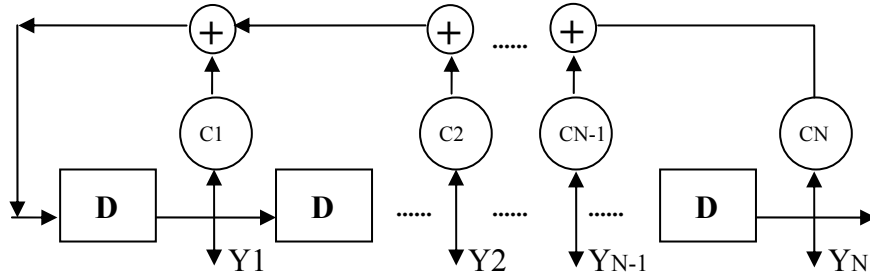 + + ...... +
C1 C2 CN-1 CN
D D ...... ...... ...... D
Y1 Y2 YN-1 YN